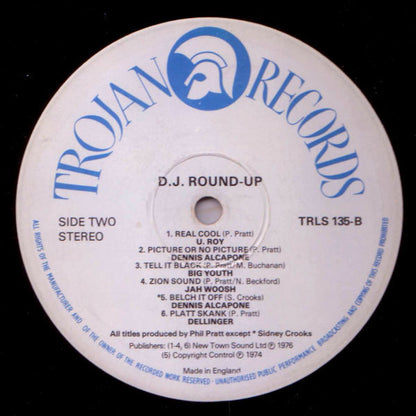 TROJAN RECORDS
D.J. ROUND-UP
SIDE TWO
STEREO
TRLS 135-B
1. REAL COOL (P. Pratt)
U. ROY
2. PICTURE OR NO PICTURE (P. Pratt)
DENNIS ALCAPONE
3. TELL IT BLACK (P. Pratt/M. Buchanan)
BIG YOUTH
4. ZION SOUND (P. Pratt/N. Beckford)
JAH WOOSH
*5. BELCH IT OFF (S. Crooks)
DENNIS ALCAPONE
6. PLATT SKANK (P. Pratt)
DELLINGER
All titles produced by Phil Pratt except * Sidney Crooks
Publishers: (1-4, 6) New Town Sound Ltd ℗ 1976
(5) Copyright Control ℗ 1974
Made in England
ALL RIGHTS OF THE MANUFACTURER AND OF THE OWNER OF THE RECORDED WORK RESERVED · UNAUTHORISED PUBLIC PERFORMANCE BROADCASTING AND COPYING OF THIS RECORD PROHIBITED